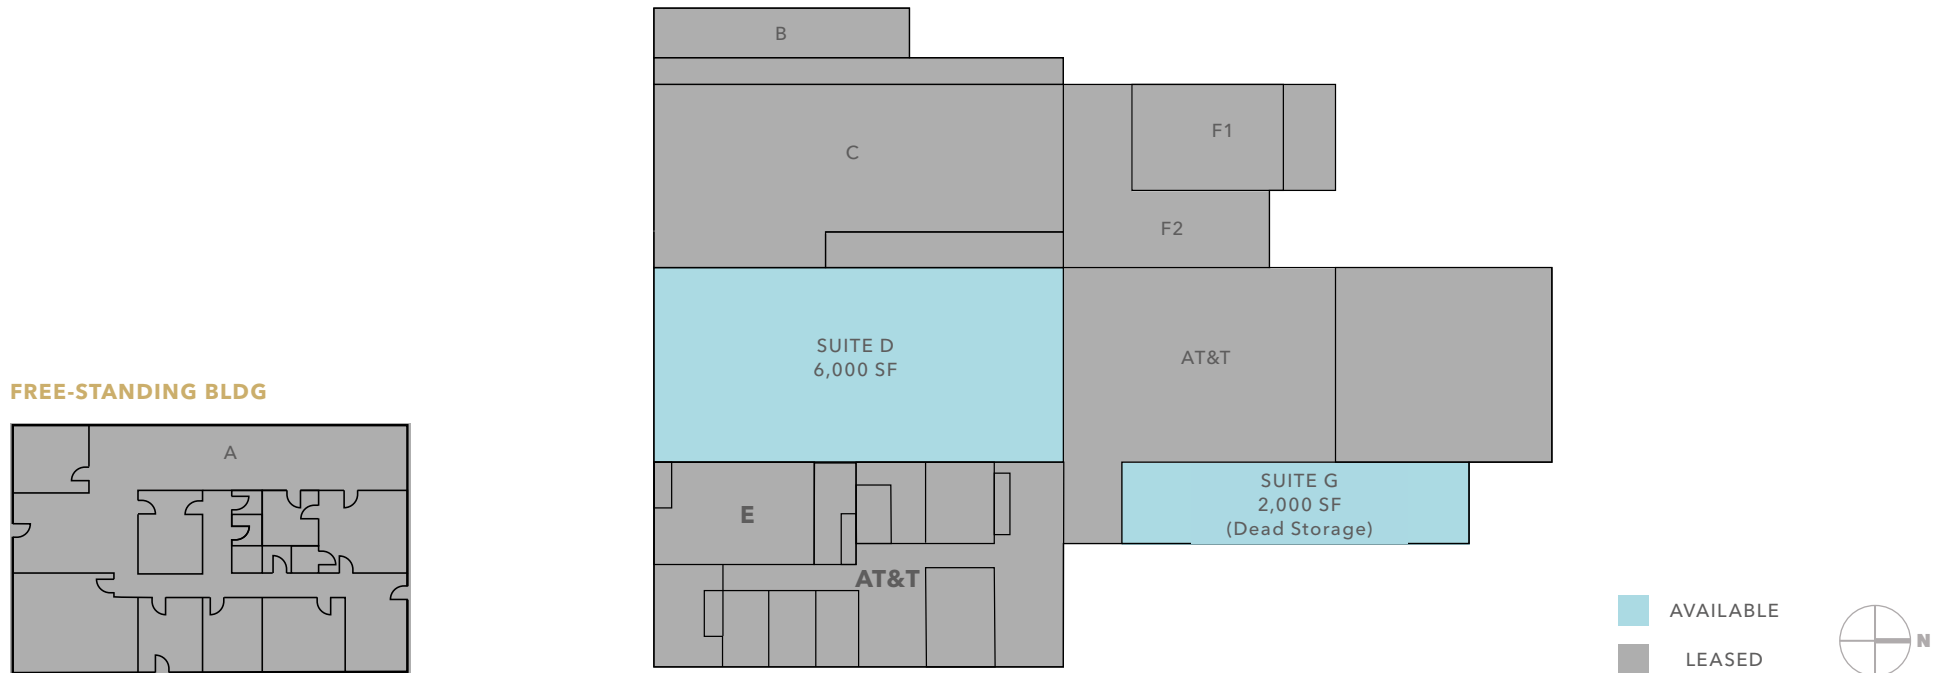 B
F1
C
F2
SUITE D
6,000 SF
AT&T
FREE-STANDING BLDG
A
SUITE G
2,000 SF
(Dead Storage)
E
AT&T
AVAILABLE
N
LEASED